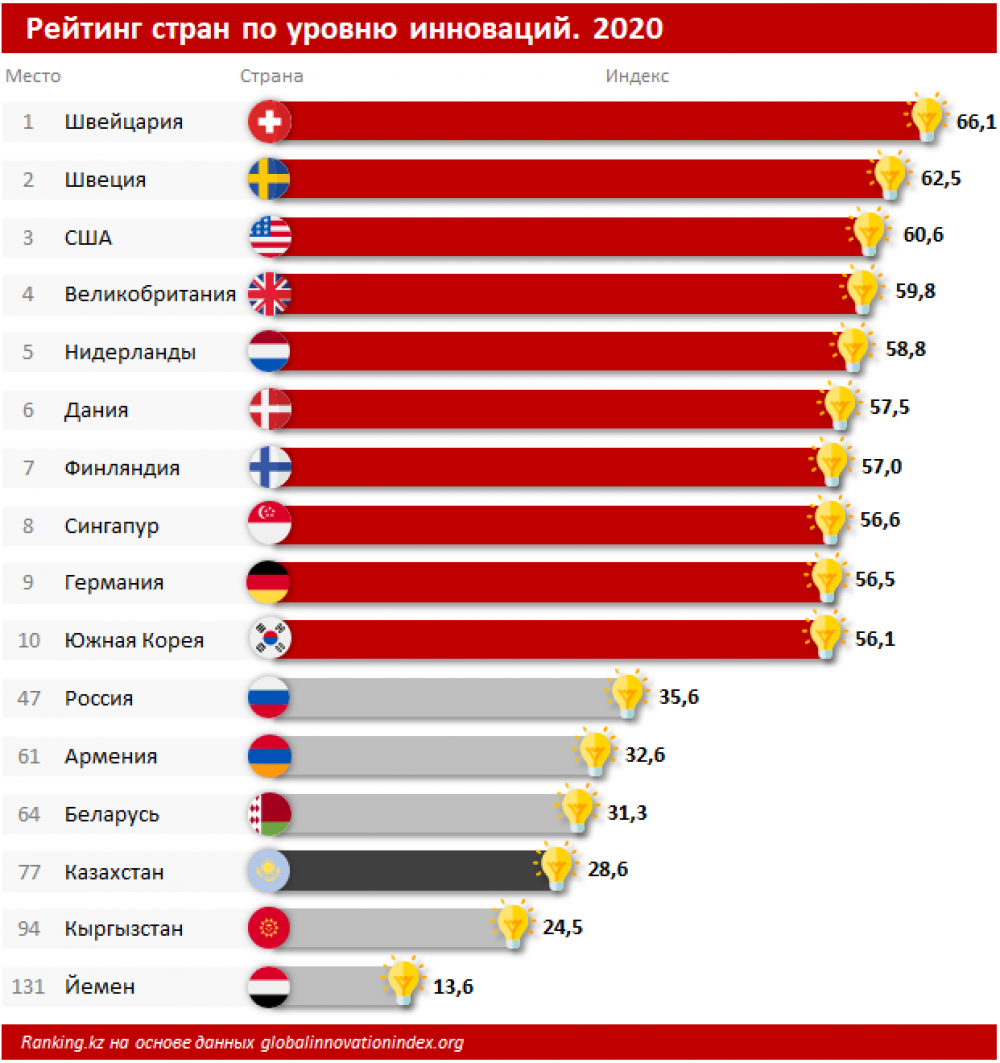 Рейтинг стран по уровню инноваций. 2020
Место Страна Индекс
1 Швейцария 66,1
2 Швеция 62,5
3 США 60,6
4 Великобритания 59,8
5 Нидерланды 58,8
6 Дания 57,5
7 Финляндия 57,0
8 Сингапур 56,6
9 Германия 56,5
10 Южная Корея 56,1
47 Россия 35,6
61 Армения 32,6
64 Беларусь 31,3
77 Казахстан 28,6
94 Кыргызстан 24,5
131 Йемен 13,6
Ranking.kz на основе данных globalinnovationindex.org